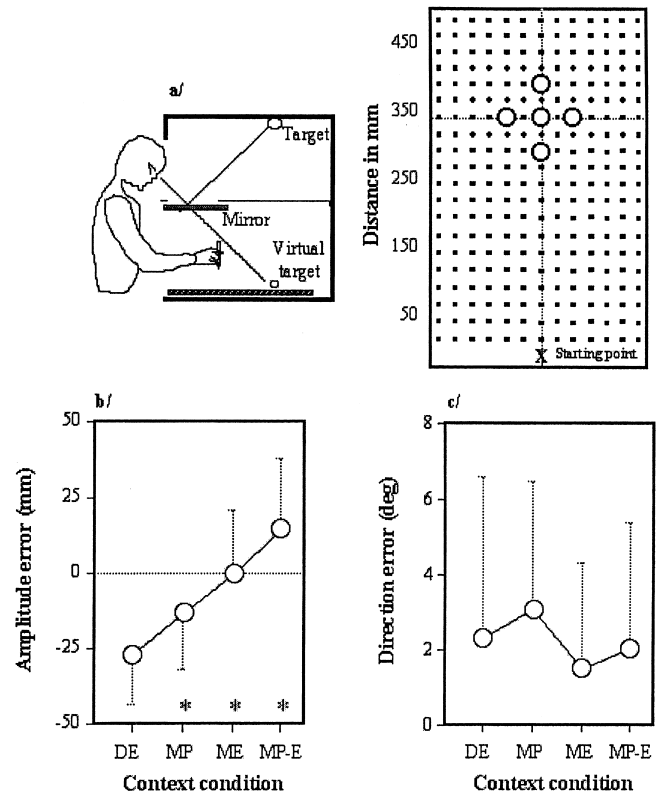 a/
Target
Mirror
Virtual
target
Distance in mm
450
350
250
150
50
X Starting point
b/
Amplitude error (mm)
50
25
0
-25
-50
* * *
DE MP ME MP-E
Context condition
c/
Direction error (deg)
8
6
4
2
0
DE MP ME MP-E
Context condition